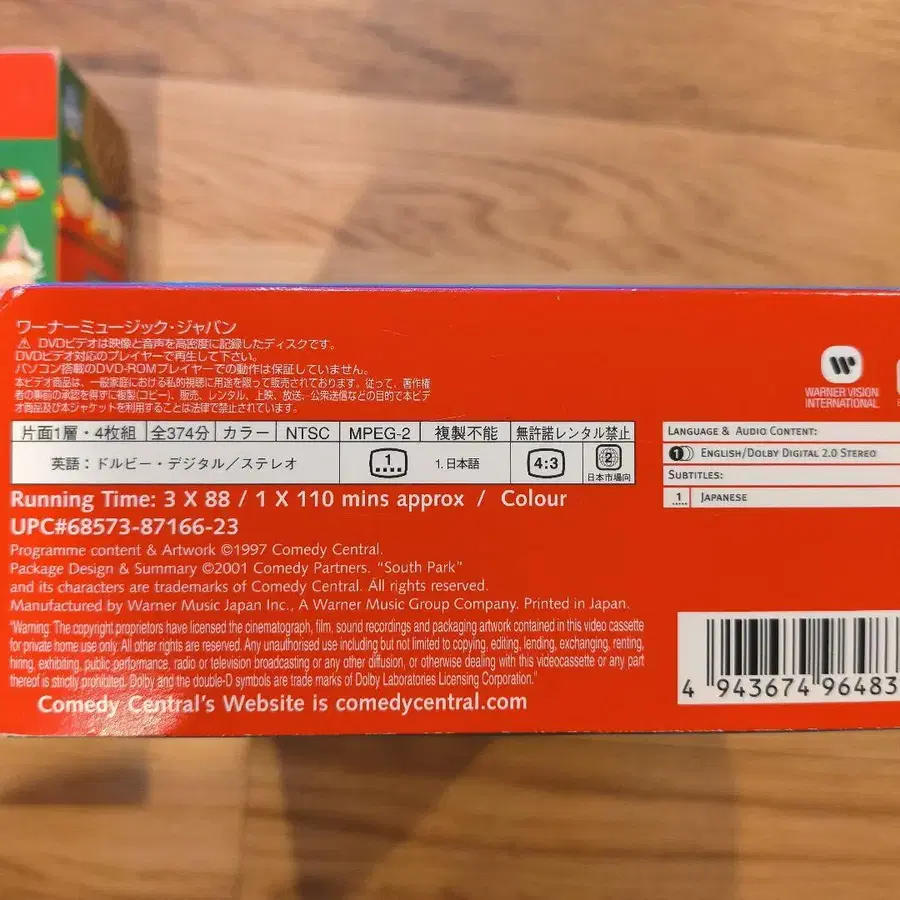 ワーナーミュージック・ジャパン
⚠ DVDビデオは映像と音声を高密度に記録したディスクです。
DVDビデオ対応のプレイヤーで再生して下さい。
パソコン搭載のDVD-ROMプレイヤーでの動作は保証していません。
本ビデオ商品は、一般家庭における私的視聴に用途を限って販売されております。従って、著作権
者の事前の承認を得ずに複製(コピー)、販売、レンタル、上映、放送、公衆送信などの目的で本ビデ
オ商品及び本ジャケットを利用することは法律で禁止されています。
片面1層・4枚組 全374分 カラー NTSC MPEG-2 複製不能 無許諾レンタル禁止
英語:ドルビー・デジタル/ステレオ 1 1.日本語 4:3 2 日本市場向
Running Time: 3 X 88 / 1 X 110 mins approx / Colour
UPC#68573-87166-23
Programme content & Artwork ©1997 Comedy Central.
Package Design & Summary ©2001 Comedy Partners. "South Park"
and its characters are trademarks of Comedy Central. All rights reserved.
Manufactured by Warner Music Japan Inc., A Warner Music Group Company. Printed in Japan.
"Warning: The copyright proprietors have licensed the cinematograph, film, sound recordings and packaging artwork contained in this video cassette
for private home use only. All other rights are reserved. Any unauthorised use including but not limited to copying, editing, lending, exchanging, renting,
hiring, exhibiting, public performance, radio or television broadcasting or any other diffusion, or otherwise dealing with this videocassette or any part
thereof is strictly prohibited. Dolby and the double-D symbols are trade marks of Dolby Laboratories Licensing Corporation."
Comedy Central's Website is comedycentral.com
WARNER VISION
INTERNATIONAL
LANGUAGE & AUDIO CONTENT:
1 ENGLISH/DOLBY DIGITAL 2.0 STEREO
SUBTITLES:
1 JAPANESE
4 943674 96483